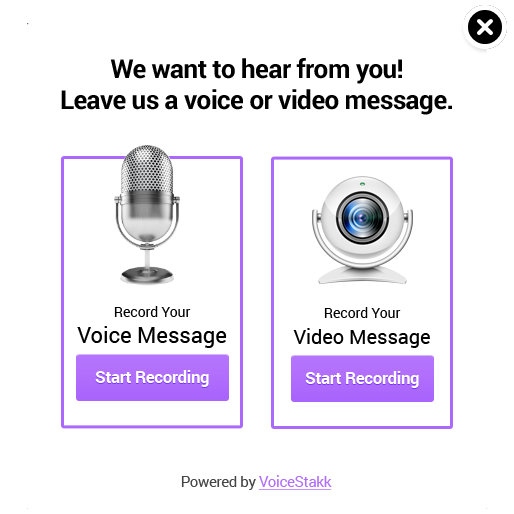 We want to hear from you!
Leave us a voice or video message.
Record Your
Voice Message
Start Recording
Record Your
Video Message
Start Recording
Powered by VoiceStakk